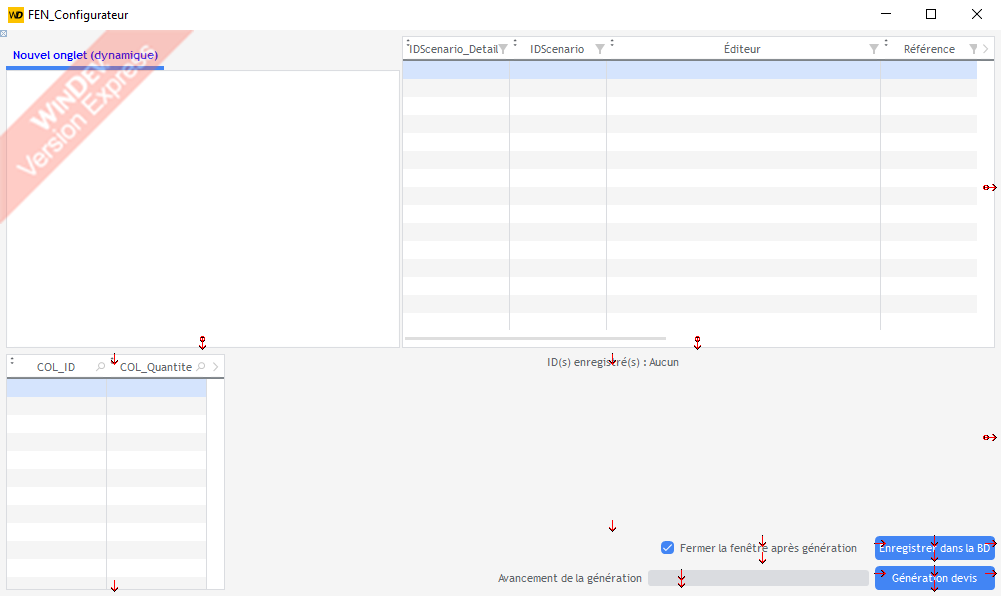 WD FEN_Configurateur
Nouvel onglet (dynamique)
WINDEV
Version Express
IDScenario_Detail IDScenario Éditeur Référence
COL_ID COL_Quantite
ID(s) enregistré(s) : Aucun
Fermer la fenêtre après génération
Enregistrer dans la BD
Avancement de la génération
Génération devis